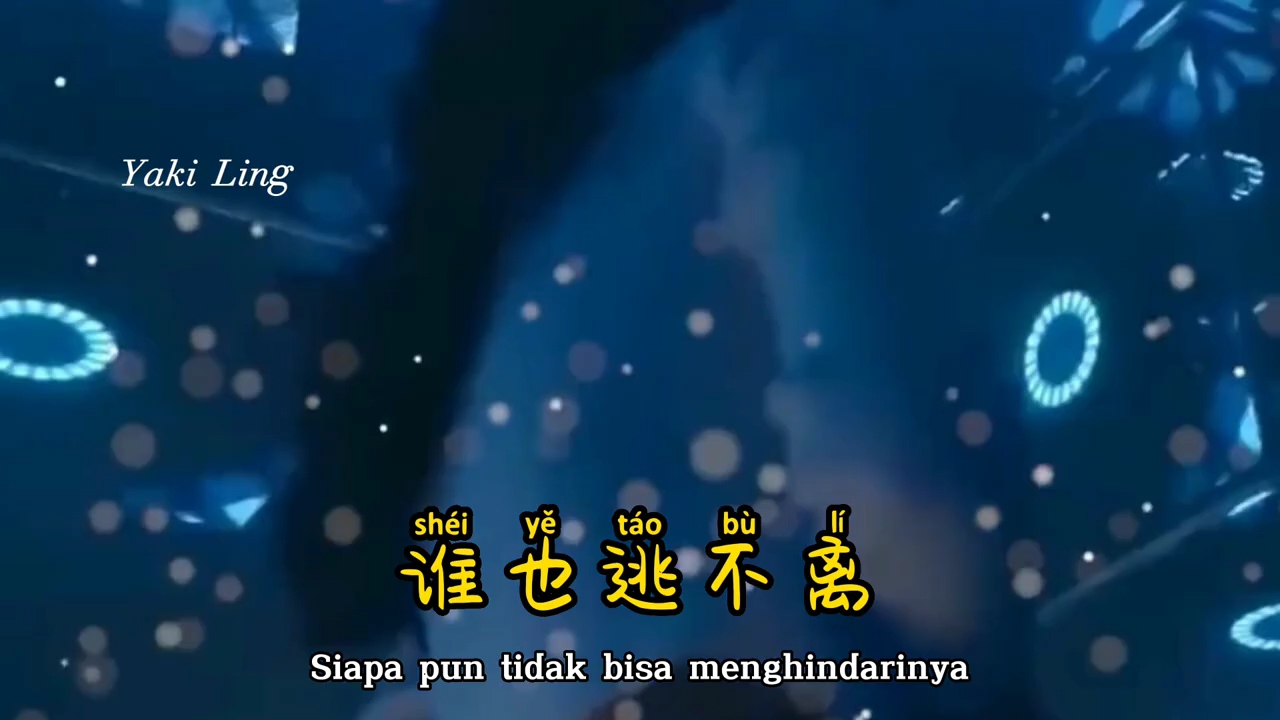 Yaki Ling
shéi yě táo bù lí
谁也逃不离
Siapa pun tidak bisa menghindarinya